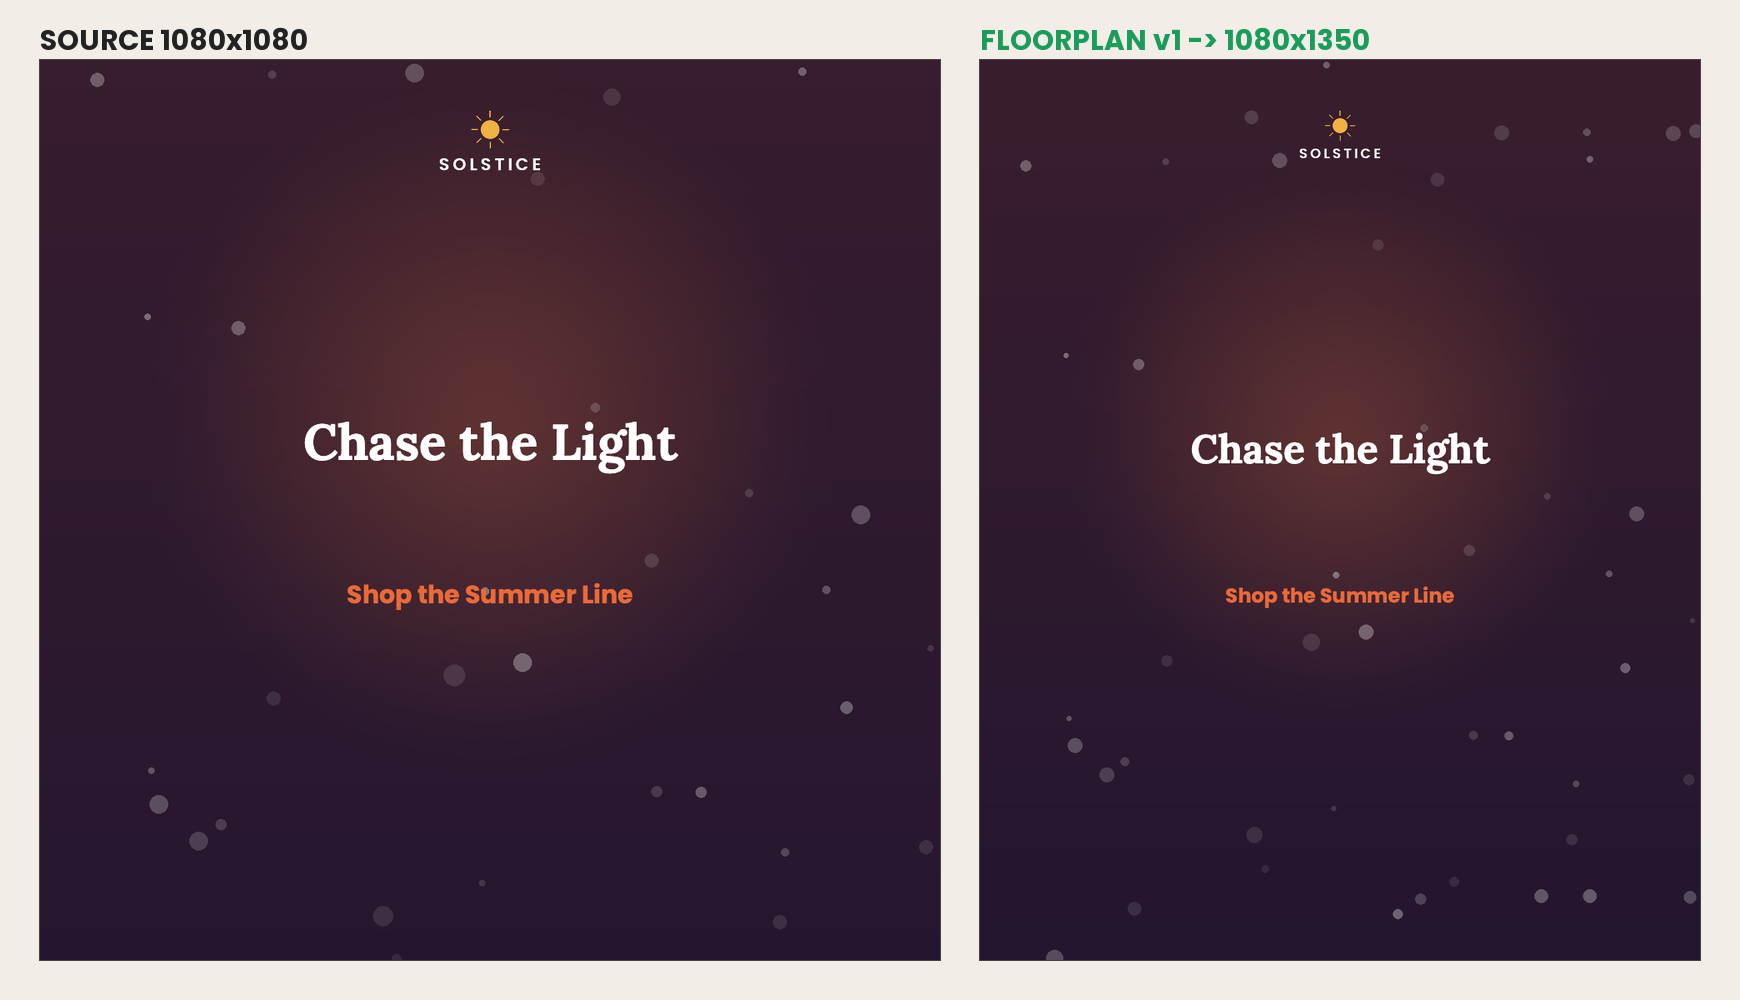 SOURCE 1080x1080
SOLSTICE
Chase the Light
Shop the Summer Line
FLOORPLAN v1 -> 1080x1350
SOLSTICE
Chase the Light
Shop the Summer Line